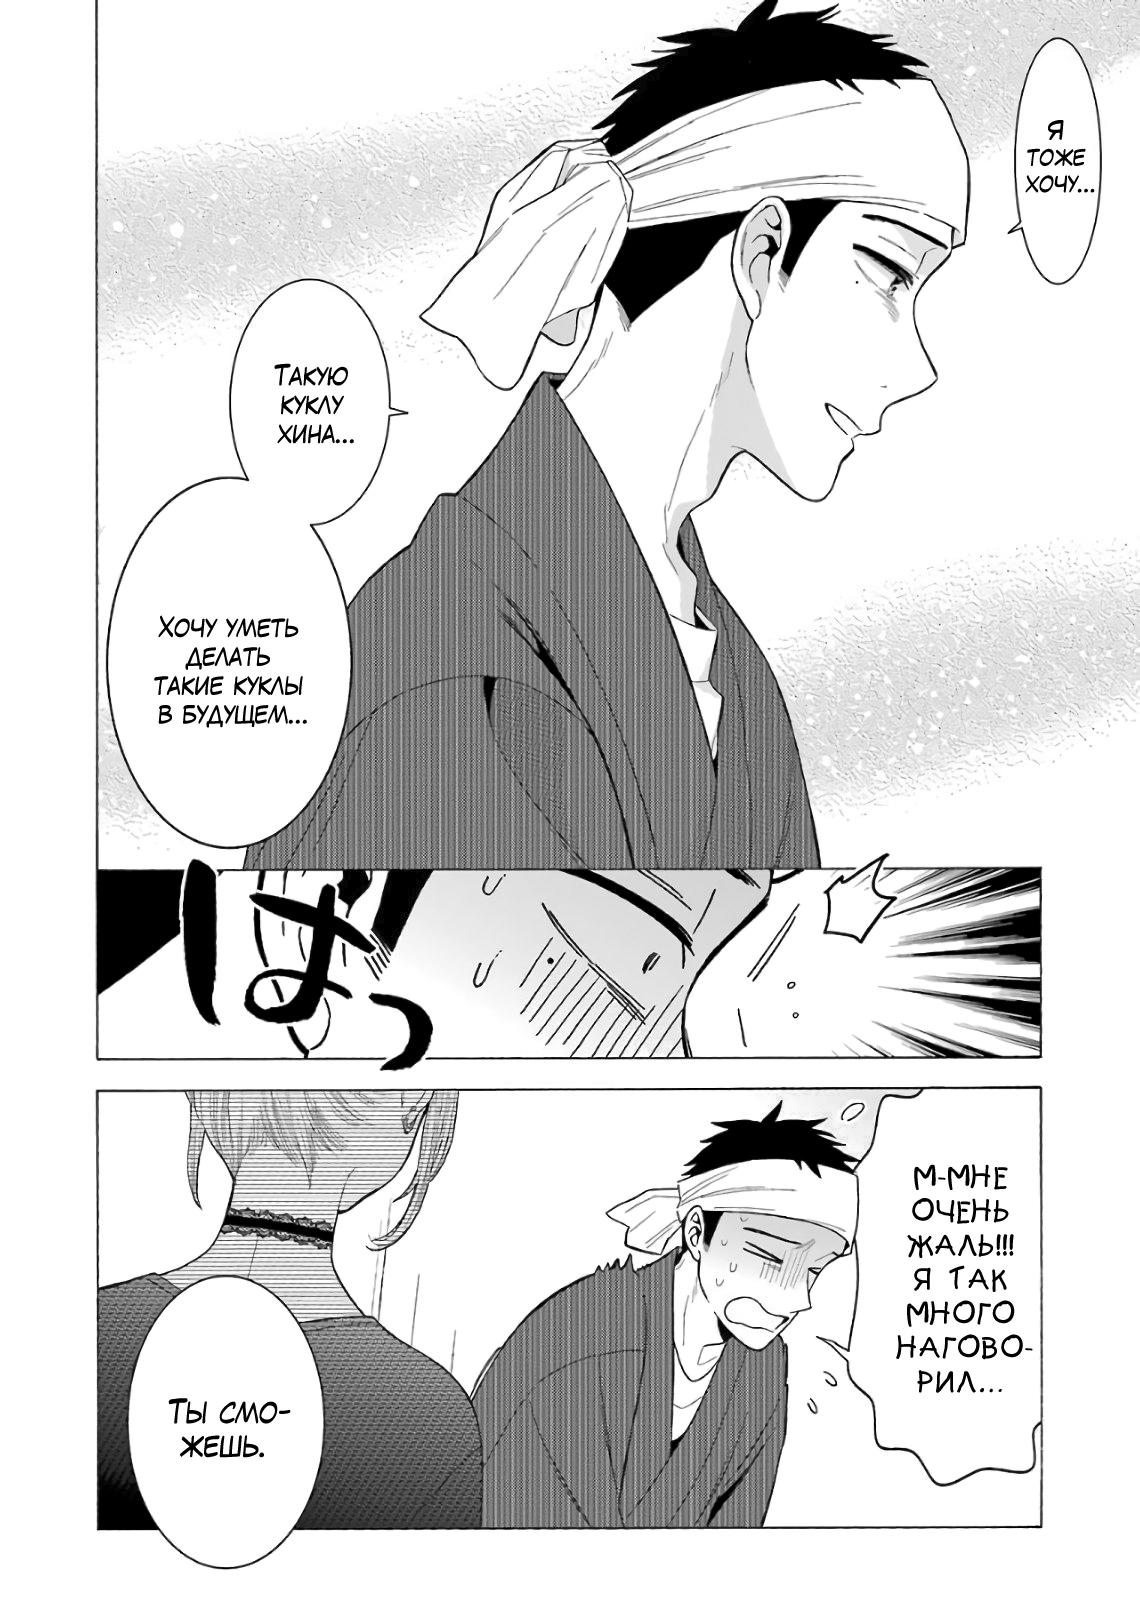 Я
ТОЖЕ
ХОЧУ...
ТАКУЮ
КУКЛУ
ХИНА...
ХОЧУ УМЕТЬ
ДЕЛАТЬ
ТАКИЕ КУКЛЫ
В БУДУЩЕМ...
ばっ
М-МНЕ
ОЧЕНЬ
ЖАЛЬ!!!
Я ТАК
МНОГО
НАГОВО-
РИЛ...
ТЫ СМО-
ЖЕШЬ.